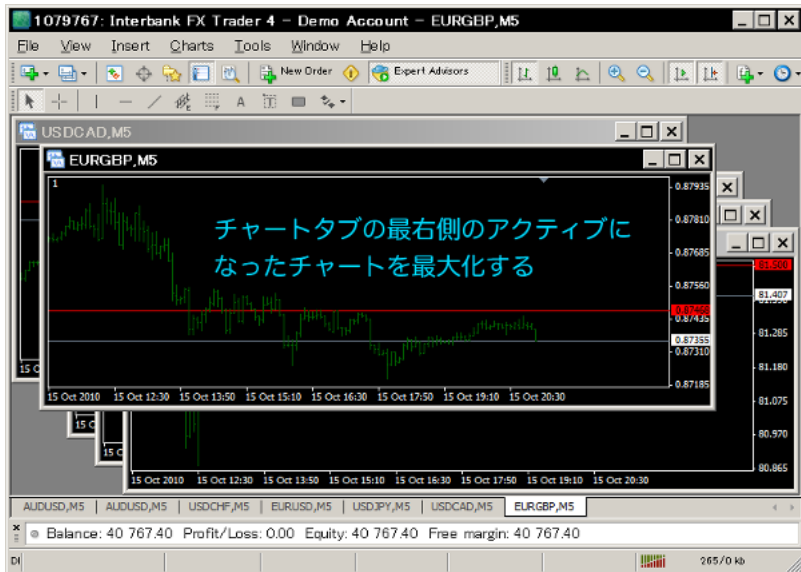 1079767: Interbank FX Trader 4 - Demo Account - EURGBP,M5
File View Insert Charts Tools Window Help
New Order Expert Advisors
A T
USDCAD,M5
EURGBP,M5
1
0.87935
チャートタブの最右側のアクティブに
0.87810
なったチャートを最大化する
0.87685
0.87560
0.87435
0.87355
0.87310
0.87185
15 Oct 2010 15 Oct 12:30 15 Oct 13:50 15 Oct 15:10 15 Oct 16:30 15 Oct 17:50 15 Oct 19:10 15 Oct 20:30
81.500
81.407
81.285
81.180
81.075
80.970
80.865
15 Oct 2010 15 Oct 12:30 15 Oct 13:50 15 Oct 15:10 15 Oct 16:30 15 Oct 17:50 15 Oct 19:10 15 Oct 20:30
AUDUSD,M5 AUDUSD,M5 USDCHF,M5 EURUSD,M5 USDJPY,M5 USDCAD,M5 EURGBP,M5
Balance: 40 767.40 Profit/Loss: 0.00 Equity: 40 767.40 Free margin: 40 767.40
265/0 kb